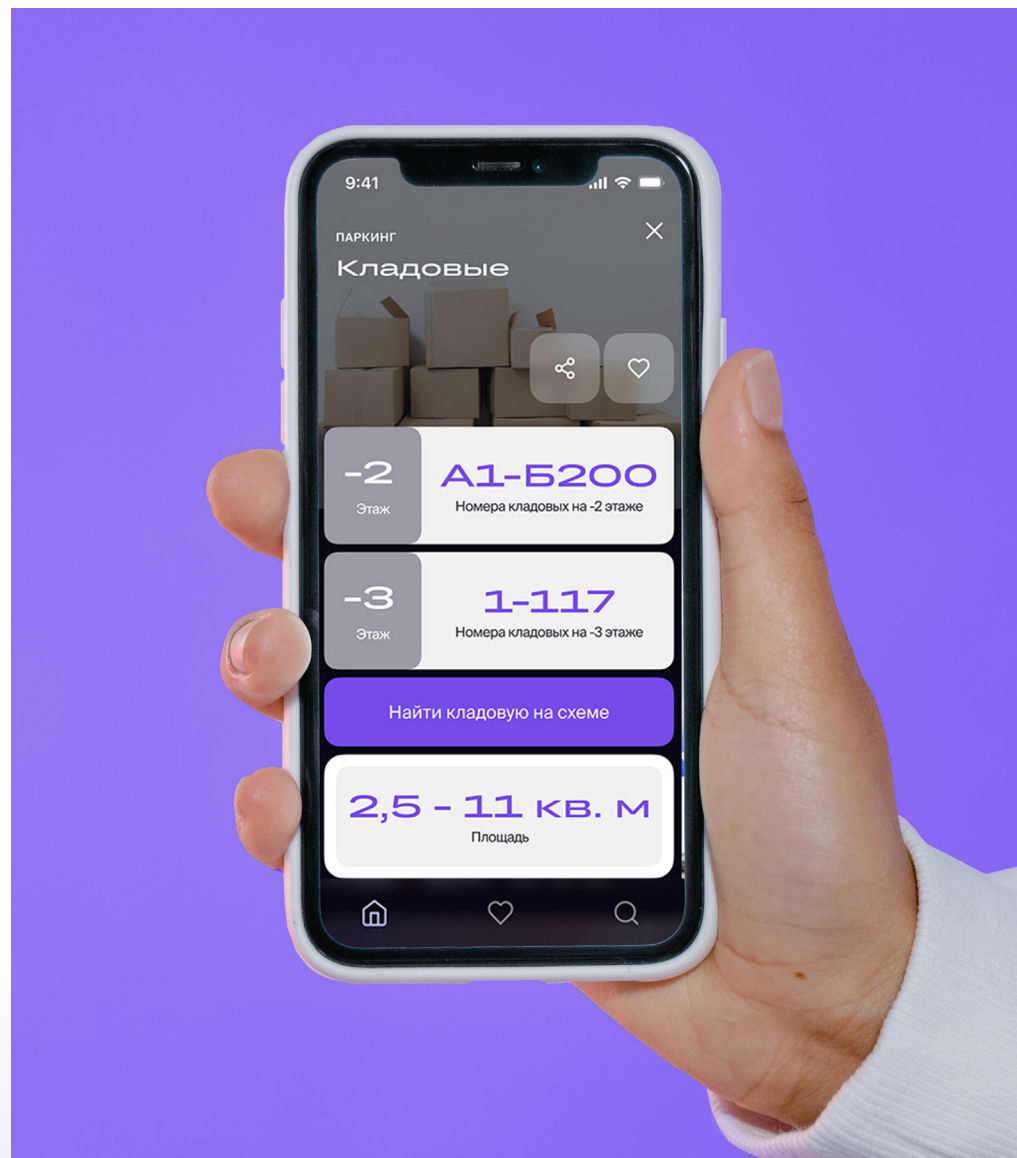 9:41
ПАРКИНГ
Кладовые
-2
Этаж
А1-Б200
Номера кладовых на -2 этаже
-3
Этаж
1-117
Номера кладовых на -3 этаже
Найти кладовую на схеме
2,5 - 11 кв. м
Площадь